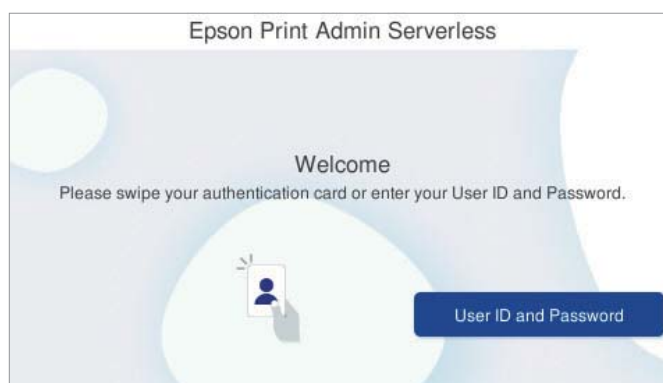 Epson Print Admin Serverless
Welcome
Please swipe your authentication card or enter your User ID and Password.
User ID and Password